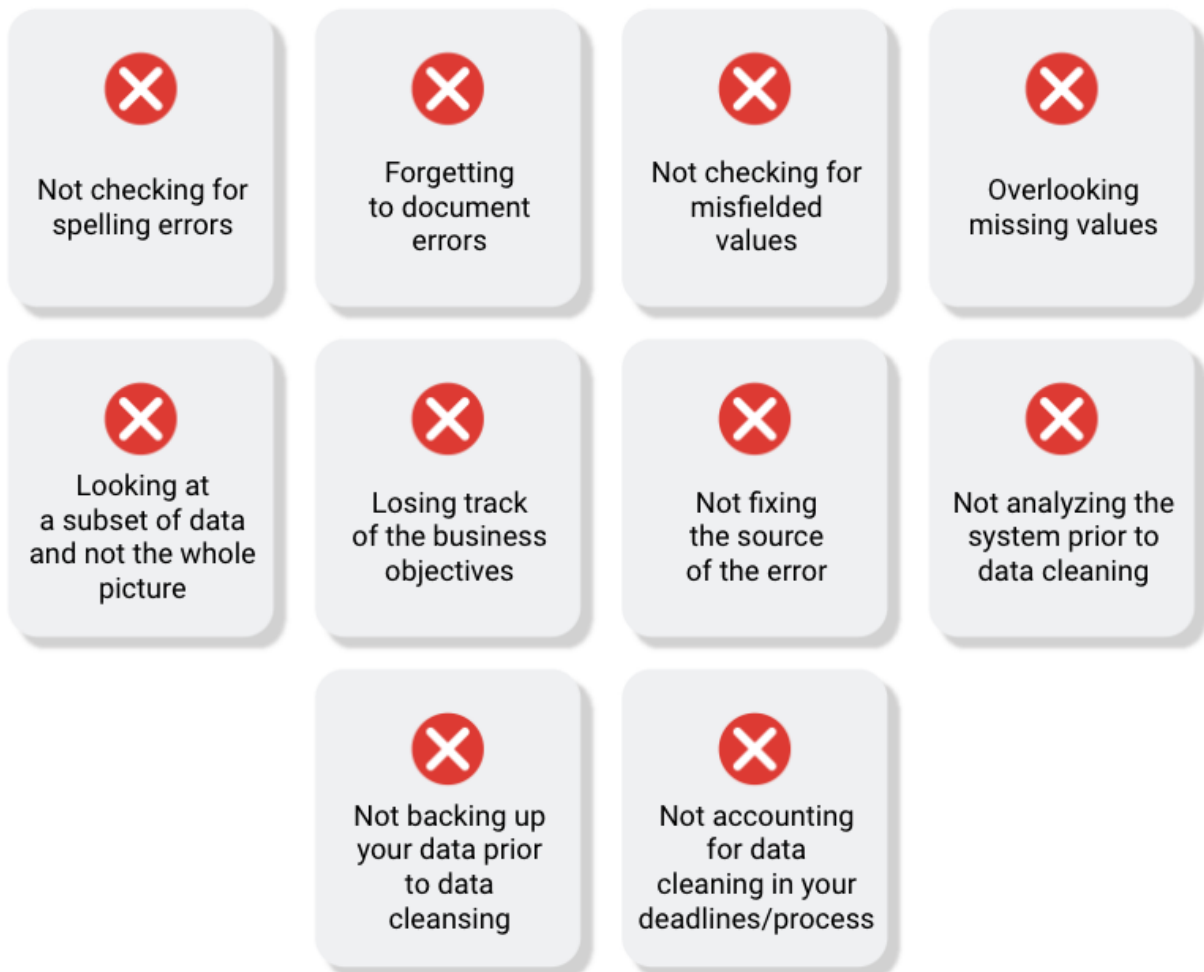 Not checking for
spelling errors
Forgetting
to document
errors
Not checking for
misfielded
values
Overlooking
missing values
Looking at
a subset of data
and not the whole
picture
Losing track
of the business
objectives
Not fixing
the source
of the error
Not analyzing the
system prior to
data cleaning
Not backing up
your data prior
to data
cleansing
Not accounting
for data
cleaning in your
deadlines/process